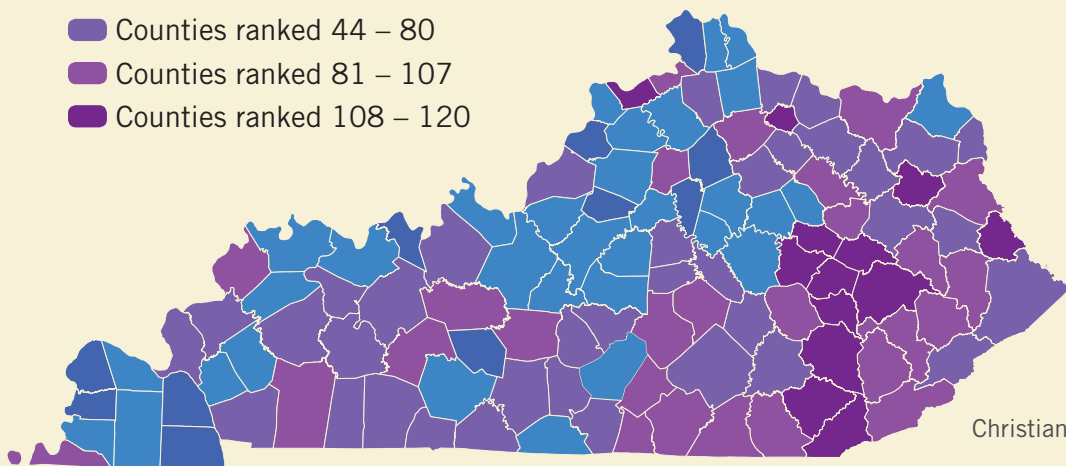 Counties ranked 44 – 80
Counties ranked 81 – 107
Counties ranked 108 – 120
Christian